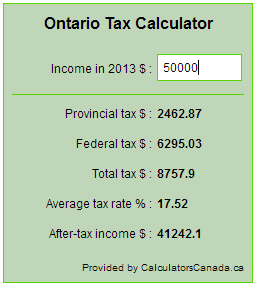 Ontario Tax Calculator
Income in 2013 $ : 50000
Provincial tax $ : 2462.87
Federal tax $ : 6295.03
Total tax $ : 8757.9
Average tax rate % : 17.52
After-tax income $ : 41242.1
Provided by CalculatorsCanada.ca